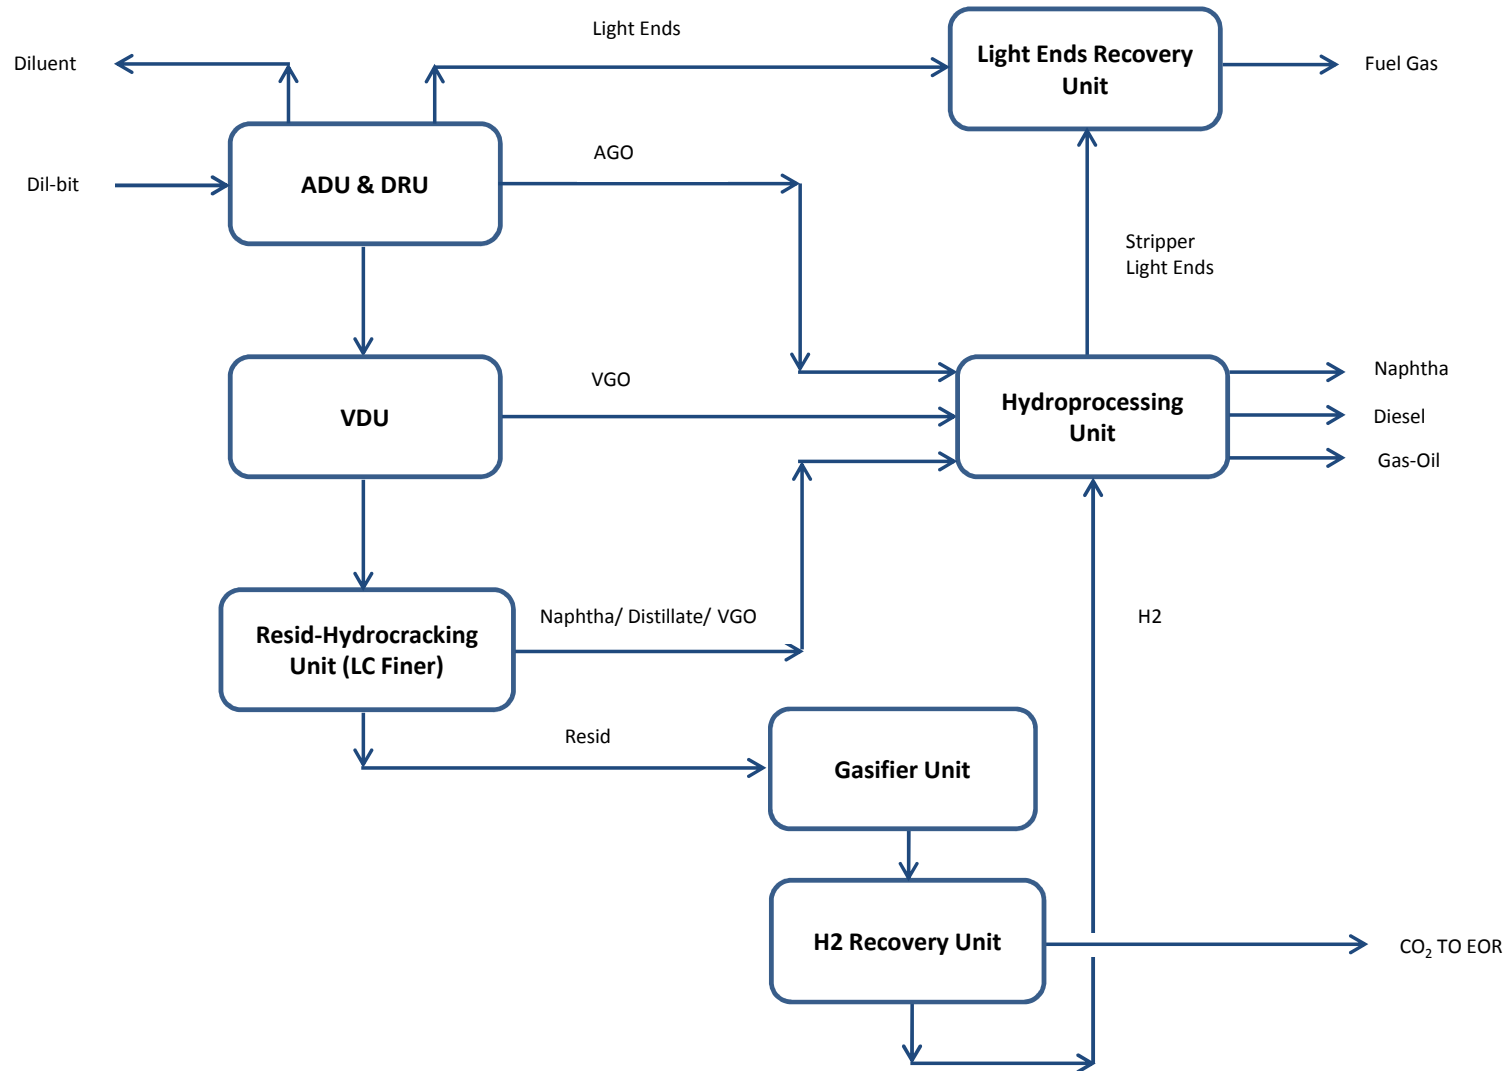 Light Ends
Light Ends Recovery
Unit
Diluent
Fuel Gas
AGO
Dil-bit
ADU & DRU
Stripper
Light Ends
VGO
Naphtha
VDU
Hydroprocessing
Unit
Diesel
Gas-Oil
Naphtha/ Distillate/ VGO
H2
Resid-Hydrocracking
Unit (LC Finer)
Resid
Gasifier Unit
H2 Recovery Unit
CO₂ TO EOR